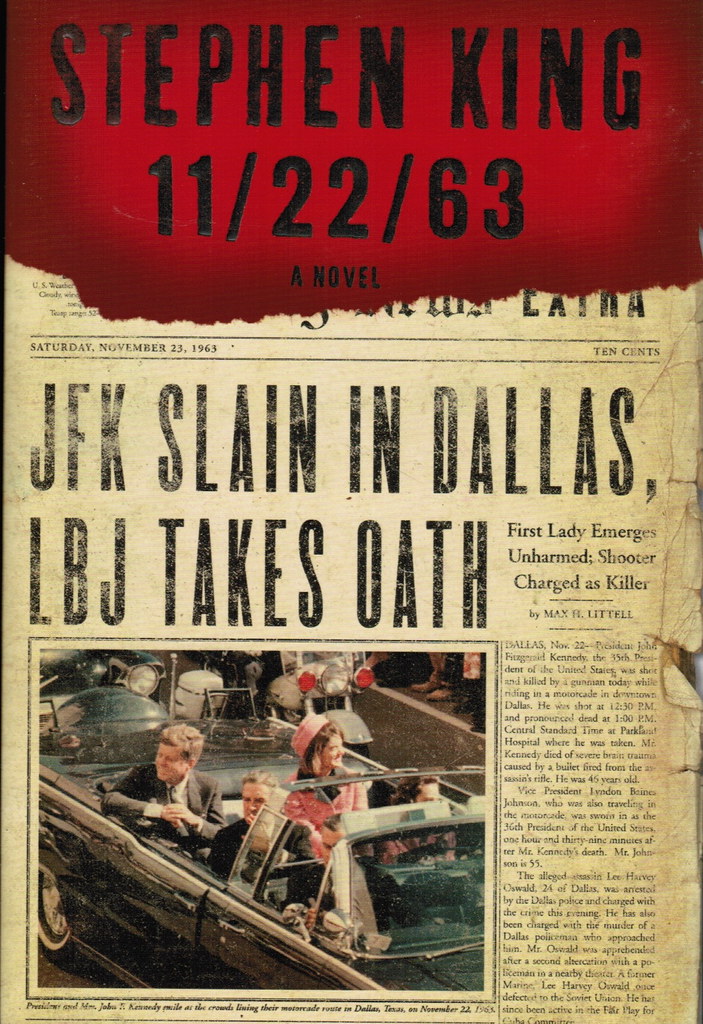 STEPHEN KING
11/22/63
A NOVEL
U. S. Weather
EXTRA
SATURDAY, NOVEMBER 23, 1963
TEN CENTS
JFK SLAIN IN DALLAS,
LBJ TAKES OATH
First Lady Emerges
Unharmed; Shooter
Charged as Killer
by MAX H. LITTELL
DALLAS, Nov. 22– President John
Fitzgerald Kennedy, the 35th Presi-
dent of the United States, was shot
and killed by a gunman today while
riding in a motorcade in downtown
Dallas. He was shot at 12:30 P.M.
and pronounced dead at 1:00 P.M.
Central Standard Time at Parkland
Hospital where he was taken. Mr.
Kennedy died of severe brain trauma
caused by a bullet fired from the as-
sassin's rifle. He was 46 years old.
Vice President Lyndon Baines
Johnson, who was also traveling in
the motorcade, was sworn in as the
36th President of the United States,
one hour and thirty-nine minutes af-
ter Mr. Kennedy's death. Mr. John-
son is 55.
The alleged assassin Lee Harvey
Oswald, 24 of Dallas, was arrested
by the Dallas police and charged with
the crime this evening. He has also
been charged with the murder of a
Dallas policeman who approached
him. Mr. Oswald was apprehended
after a second altercation with a po-
liceman in a nearby theater. A former
Marine, Lee Harvey Oswald once
defected to the Soviet Union. He has
since been active in the Fair Play for
Cuba Committee
President and Mrs. John F. Kennedy smile at the crowds lining their motorcade route in Dallas, Texas, on November 22, 1963.